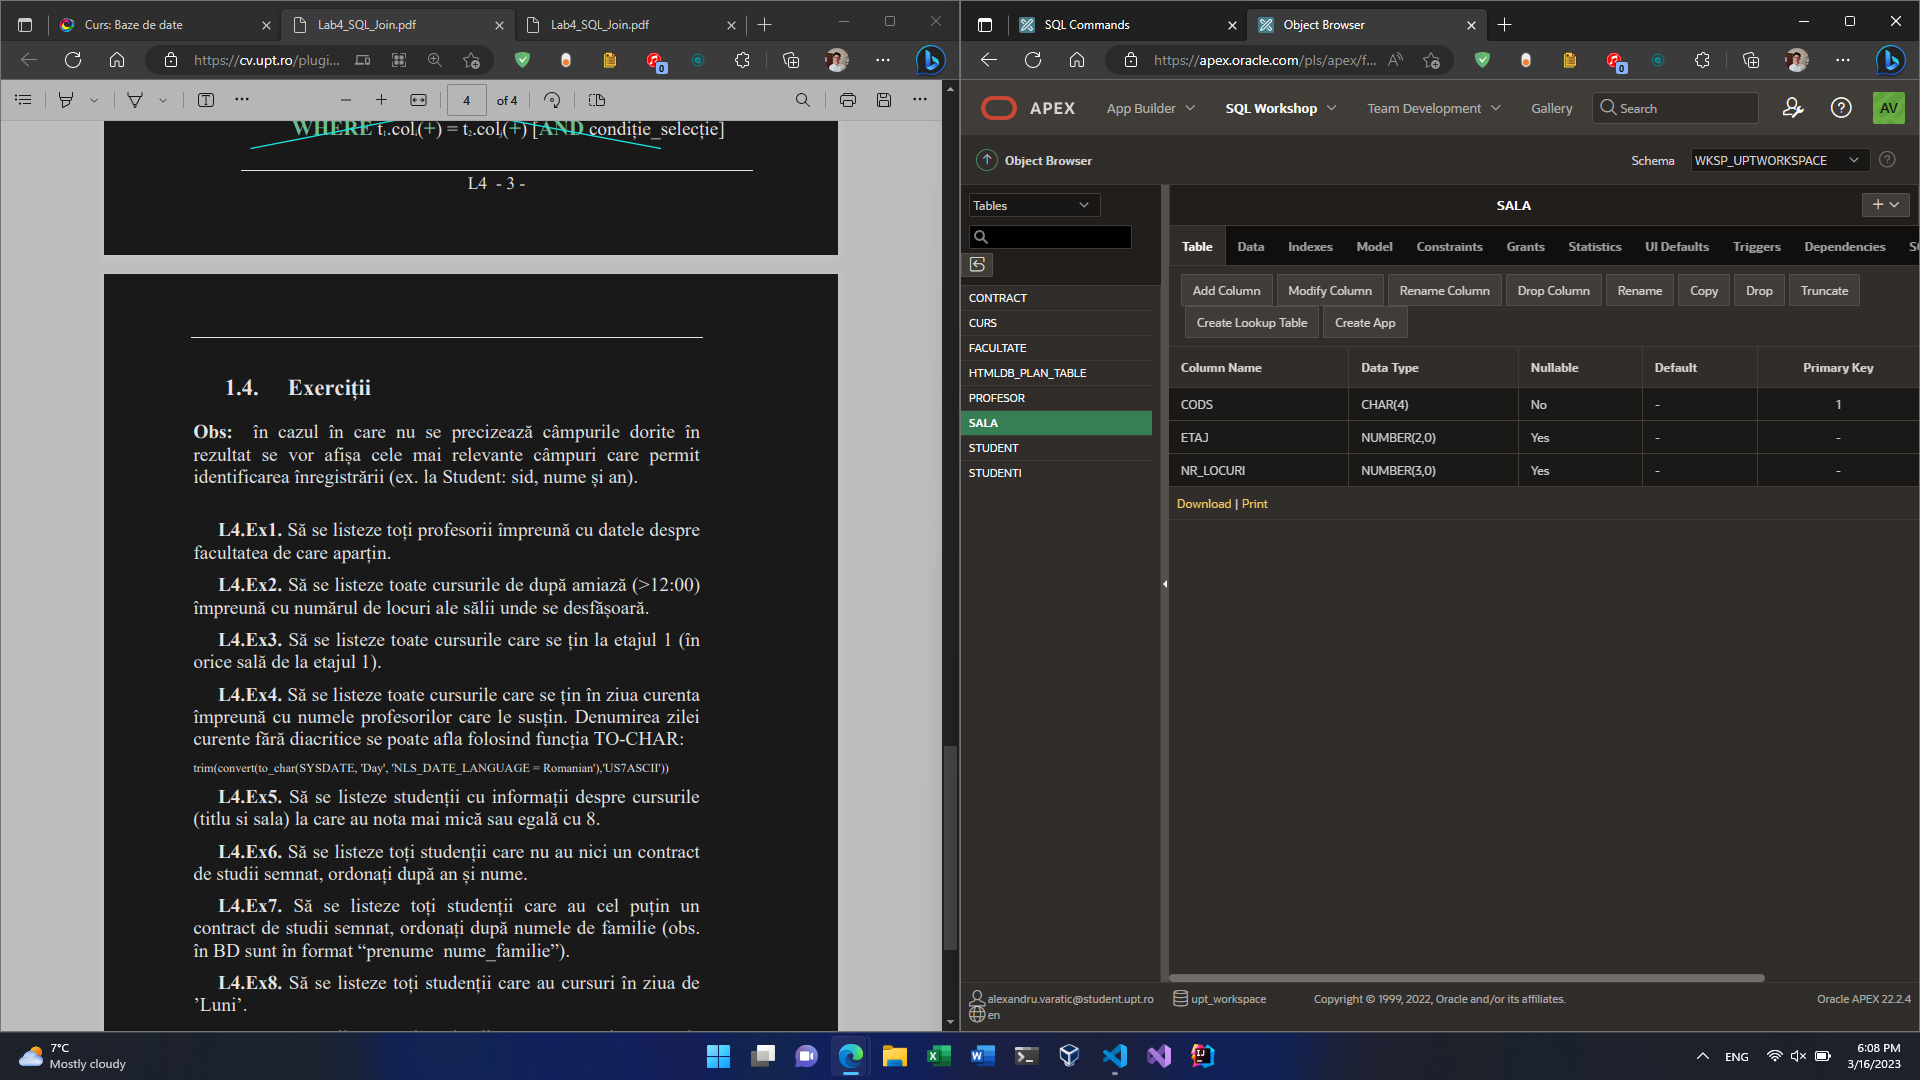 Curs: Baze de date
Lab4_SQL_Join.pdf
Lab4_SQL_Join.pdf
https://cv.upt.ro/plugi...
4 of 4
WHERE t₁.colᵢ(+) = t₂.colⱼ(+) [AND condiție_selecție]
L4 - 3 -
1.4. Exerciții
Obs: în cazul în care nu se precizează câmpurile dorite în
rezultat se vor afișa cele mai relevante câmpuri care permit
identificarea înregistrării (ex. la Student: sid, nume și an).
L4.Ex1. Să se listeze toți profesorii împreună cu datele despre
facultatea de care aparțin.
L4.Ex2. Să se listeze toate cursurile de după amiază (>12:00)
împreună cu numărul de locuri ale sălii unde se desfășoară.
L4.Ex3. Să se listeze toate cursurile care se țin la etajul 1 (în
orice sală de la etajul 1).
L4.Ex4. Să se listeze toate cursurile care se țin în ziua curenta
împreună cu numele profesorilor care le susțin. Denumirea zilei
curente fără diacritice se poate afla folosind funcția TO-CHAR:
trim(convert(to_char(SYSDATE, 'Day', 'NLS_DATE_LANGUAGE = Romanian'),'US7ASCII'))
L4.Ex5. Să se listeze studenții cu informații despre cursurile
(titlu si sala) la care au nota mai mică sau egală cu 8.
L4.Ex6. Să se listeze toți studenții care nu au nici un contract
de studii semnat, ordonați după an și nume.
L4.Ex7. Să se listeze toți studenții care au cel puțin un
contract de studii semnat, ordonați după numele de familie (obs.
în BD sunt în format “prenume nume_familie”).
L4.Ex8. Să se listeze toți studenții care au cursuri în ziua de
’Luni’.
SQL Commands
Object Browser
https://apex.oracle.com/pls/apex/f...
APEX App Builder SQL Workshop Team Development Gallery Search AV
Object Browser
Schema WKSP_UPTWORKSPACE
Tables
CONTRACT
CURS
FACULTATE
HTMLDB_PLAN_TABLE
PROFESOR
SALA
STUDENT
STUDENTI
SALA
Table Data Indexes Model Constraints Grants Statistics UI Defaults Triggers Dependencies
Add Column Modify Column Rename Column Drop Column Rename Copy Drop Truncate
Create Lookup Table Create App
Column Name Data Type Nullable Default Primary Key
CODS CHAR(4) No - 1
ETAJ NUMBER(2,0) Yes - -
NR_LOCURI NUMBER(3,0) Yes - -
Download | Print
alexandru.varatic@student.upt.ro upt_workspace Copyright © 1999, 2022, Oracle and/or its affiliates. Oracle APEX 22.2.4
en
7°C
Mostly cloudy
ENG
6:08 PM
3/16/2023